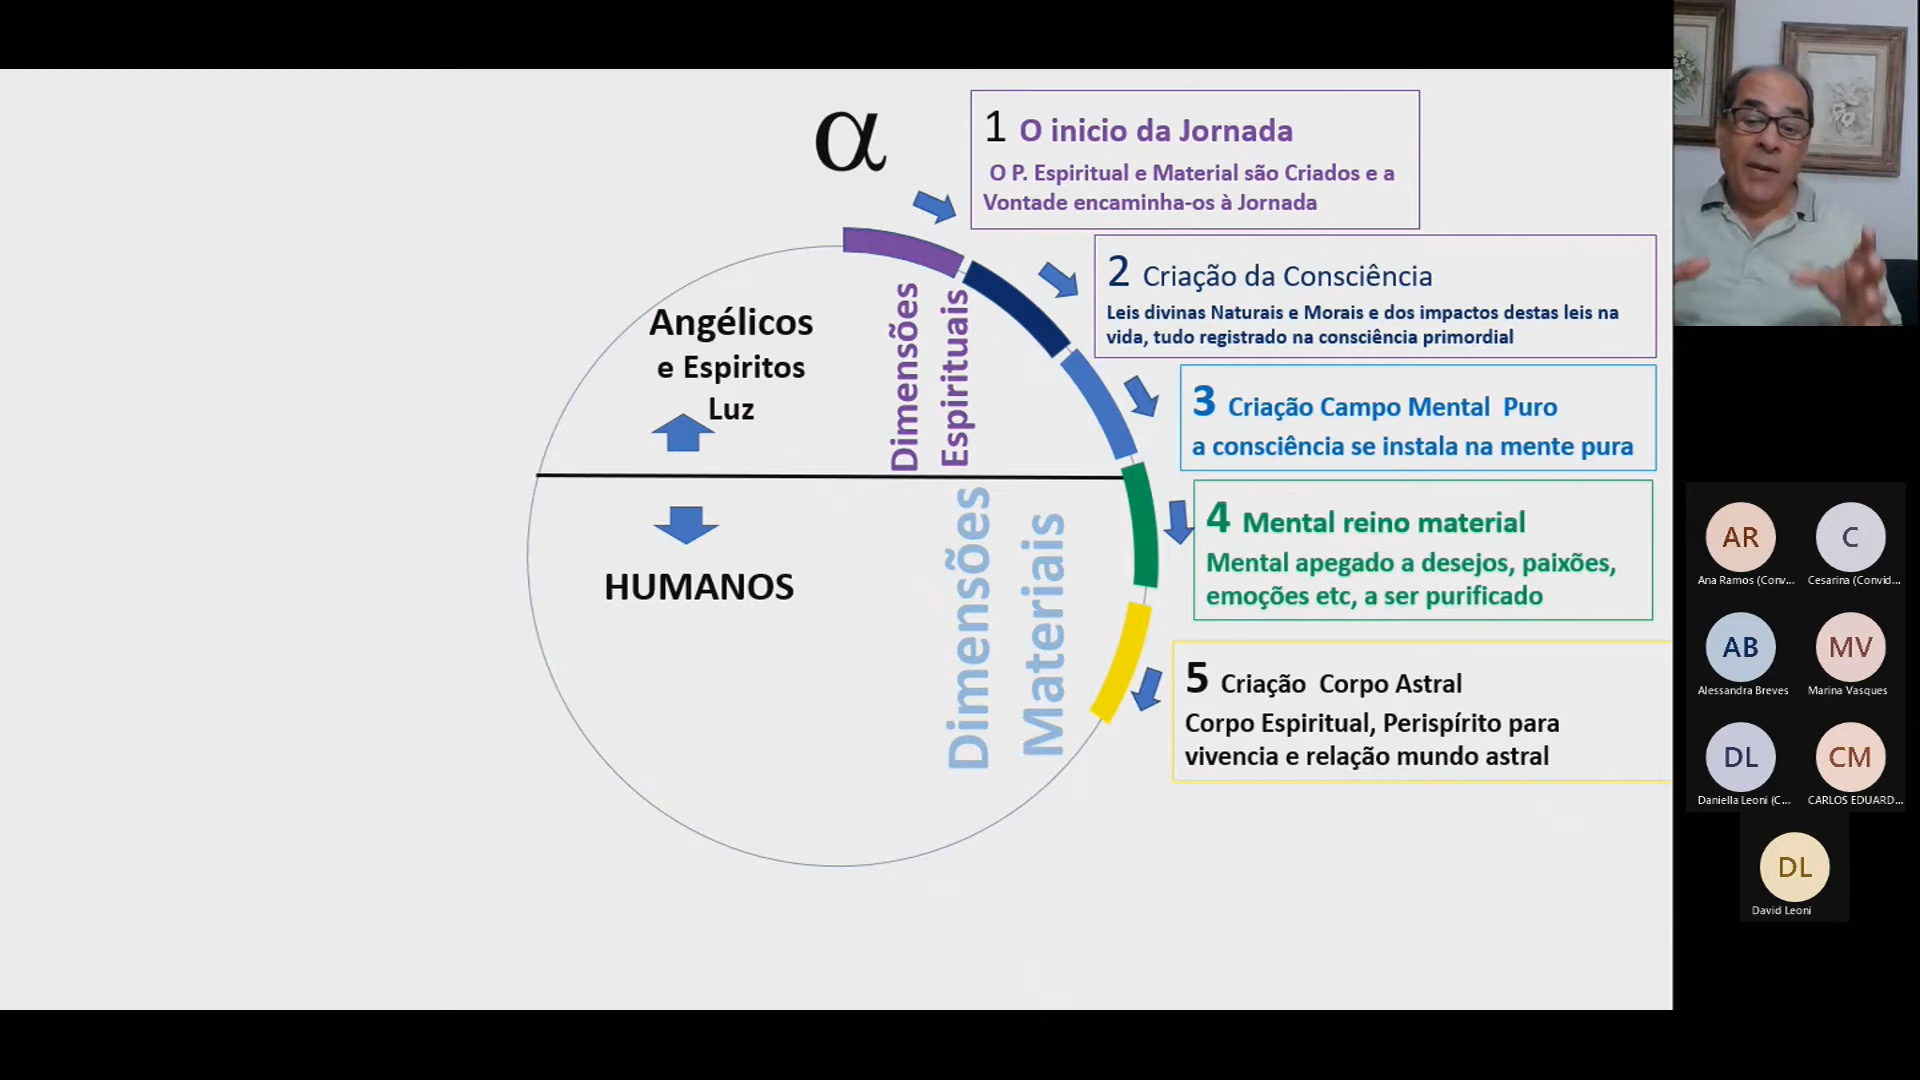 α
1 O inicio da Jornada
O P. Espiritual e Material são Criados e a
Vontade encaminha-os à Jornada
2 Criação da Consciência
Leis divinas Naturais e Morais e dos impactos destas leis na
vida, tudo registrado na consciência primordial
3 Criação Campo Mental Puro
a consciência se instala na mente pura
4 Mental reino material
Mental apegado a desejos, paixões,
emoções etc, a ser purificado
5 Criação Corpo Astral
Corpo Espiritual, Perispírito para
vivencia e relação mundo astral
Angélicos
e Espiritos
Luz
HUMANOS
Dimensões
Espirituais
Dimensões
Materiais
AR
Ana Ramos (Conv...
C
Cesarina (Convid...
AB
Alessandra Breves
MV
Marina Vasques
DL
Daniella Leoni (C...
CM
CARLOS EDUARD...
DL
David Leoni